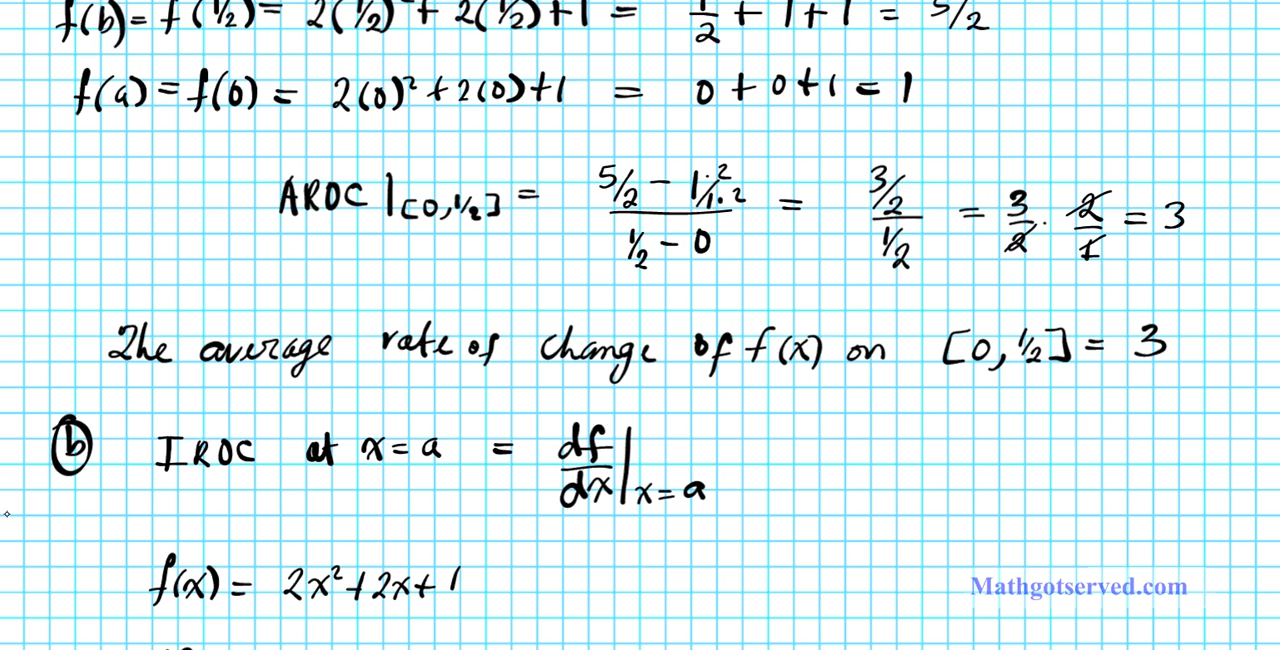 f(b) = f(½) = 2(½)² + 2(½) + 1 = 1/2 + 1 + 1 = 5/2
f(a) = f(0) = 2(0)² + 2(0) + 1 = 0 + 0 + 1 = 1
AROC |[0,½] = (5/2 - 1/1·2/2)/(½ - 0) = (3/2)/(1/2) = 3/2 · 2/1 = 3
The average rate of change of f(x) on [0, ½] = 3
(b) IROC at x = a = df/dx |x=a
f(x) = 2x² + 2x + 1
Mathgotserved.com